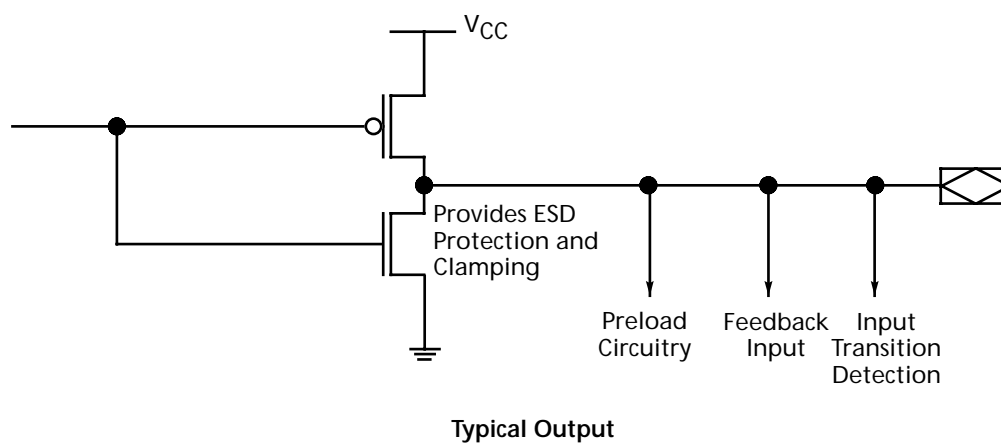 VCC
Provides ESD
Protection and
Clamping
Preload
Circuitry
Feedback
Input
Input
Transition
Detection
Typical Output